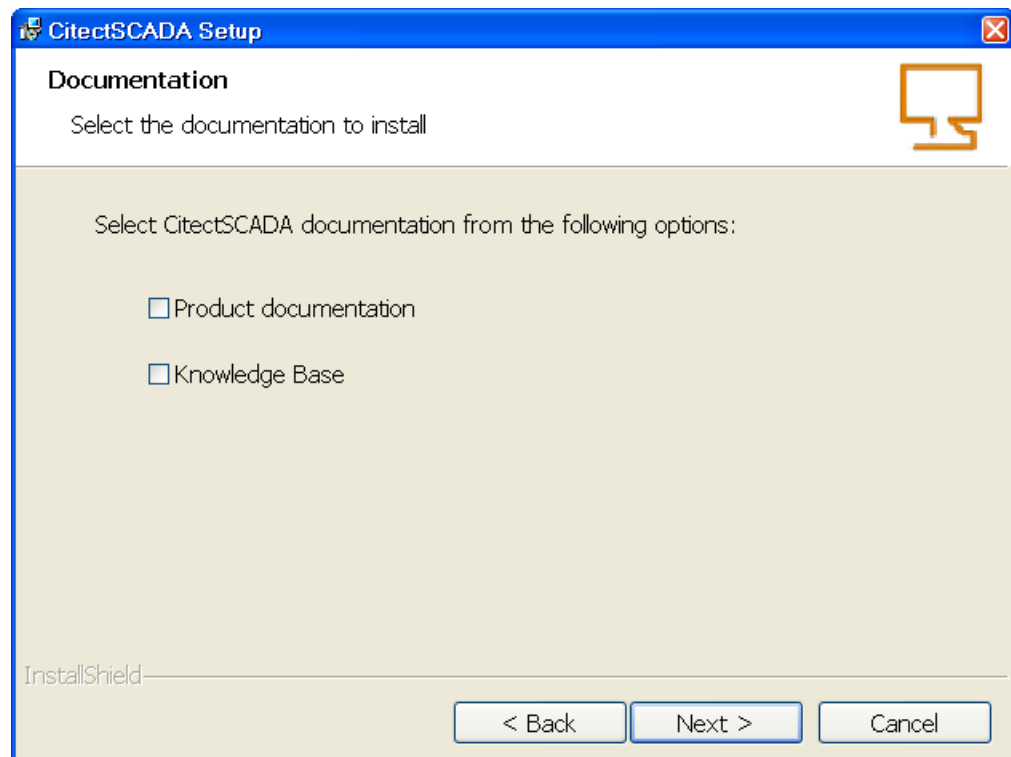 CitectSCADA Setup
Documentation
Select the documentation to install
Select CitectSCADA documentation from the following options:
Product documentation
Knowledge Base
InstallShield
< Back Next > Cancel